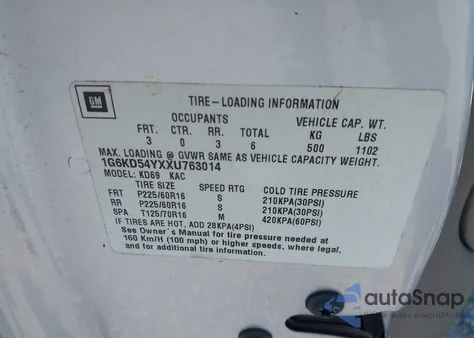 GM
TIRE-LOADING INFORMATION
OCCUPANTS VEHICLE CAP. WT.
FRT. CTR. RR. TOTAL KG LBS
3 0 3 6 500 1102
MAX. LOADING @ GVWR SAME AS VEHICLE CAPACITY WEIGHT.
1G6KD54YXXU763014
MODEL: KD69 KAC
TIRE SIZE SPEED RTG COLD TIRE PRESSURE
FRT P225/60R16 S 210KPA(30PSI)
RR P225/60R16 S 210KPA(30PSI)
SPA T125/70R16 M 420KPA(60PSI)
IF TIRES ARE HOT, ADD 28KPA(4PSI)
See Owner's Manual for tire pressure needed at
160 Km/H (100 mph) or higher speeds, where legal,
and for additional tire information.
autoSnap